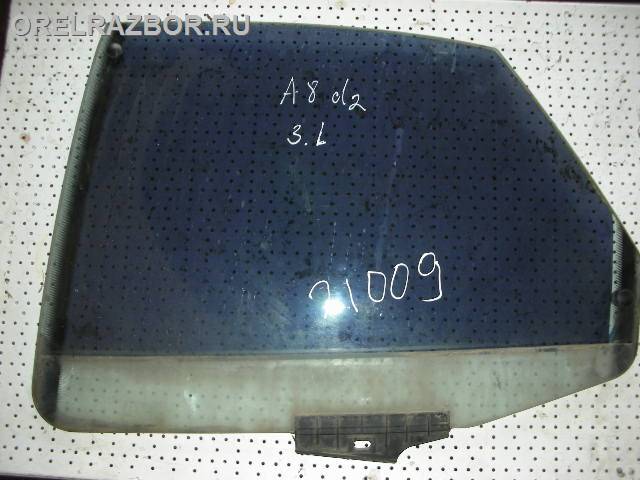 ORELRAZBOR.RU
A8 d2
3.L
21009